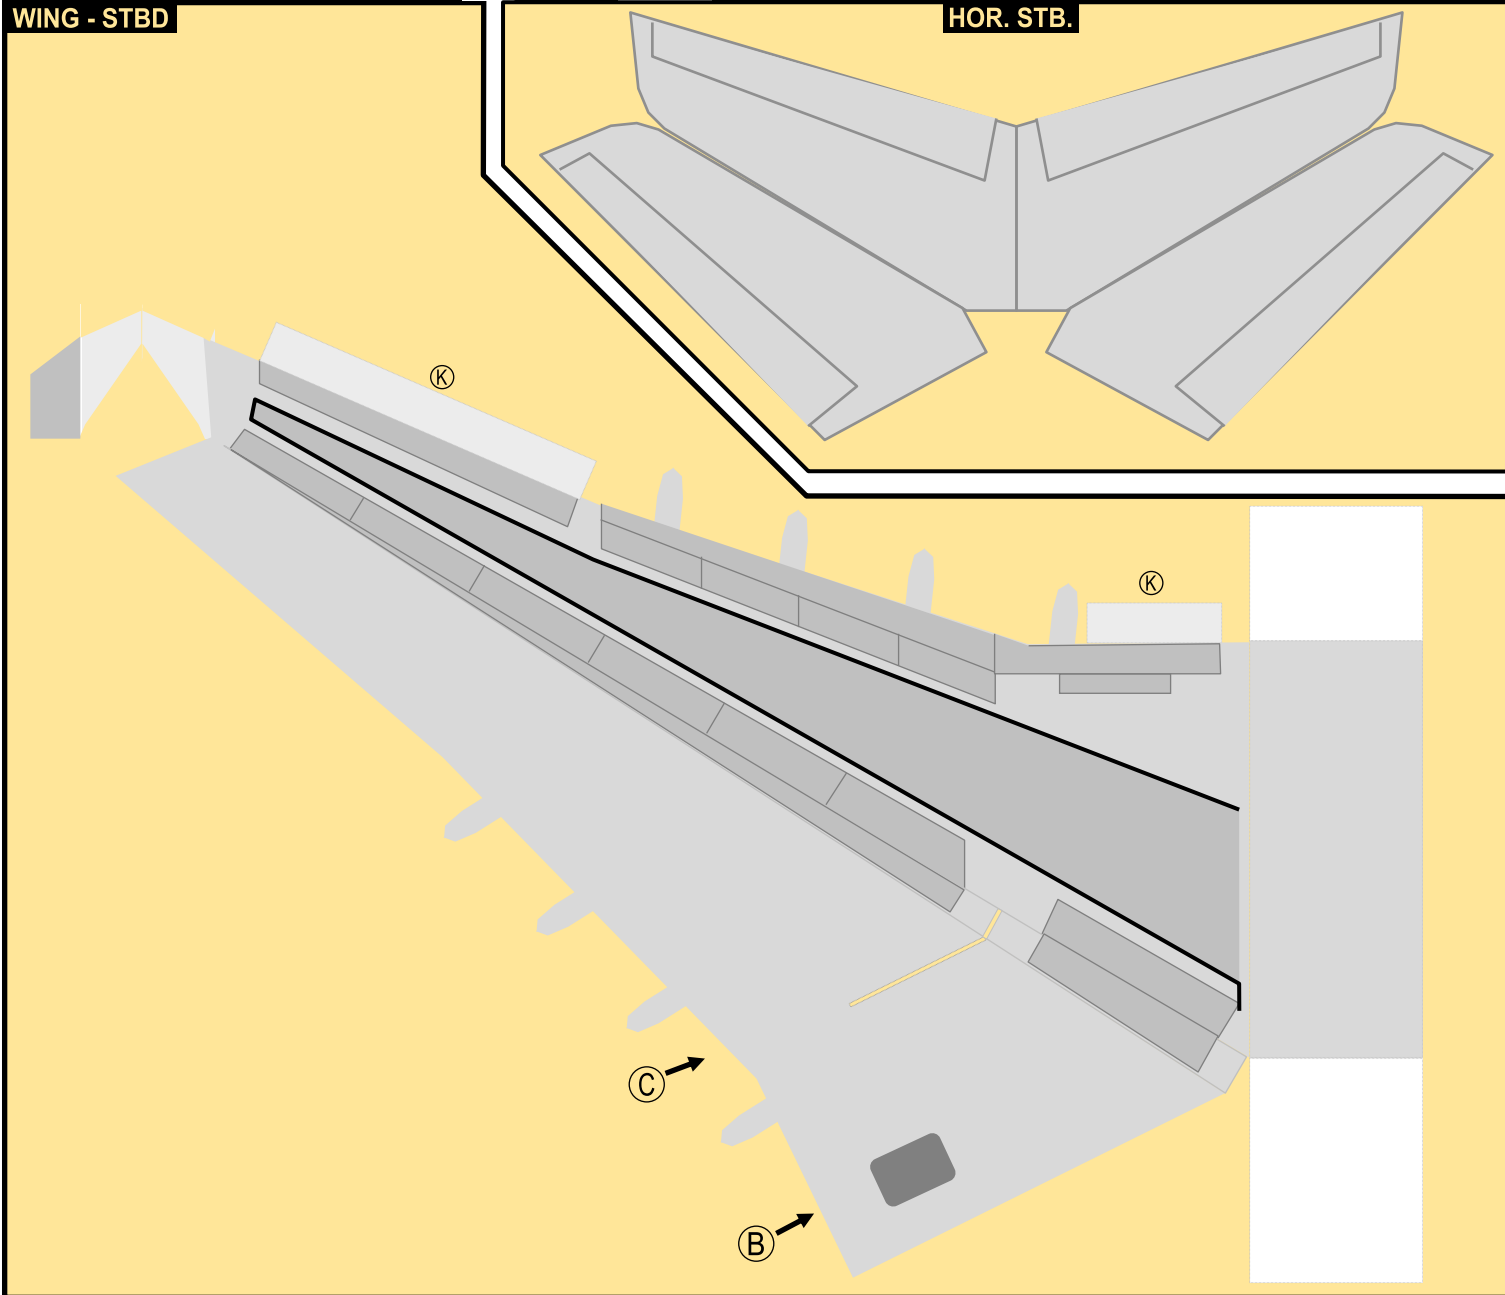 WING - STBD
HOR. STB.
Ⓚ
Ⓚ
Ⓒ
Ⓑ